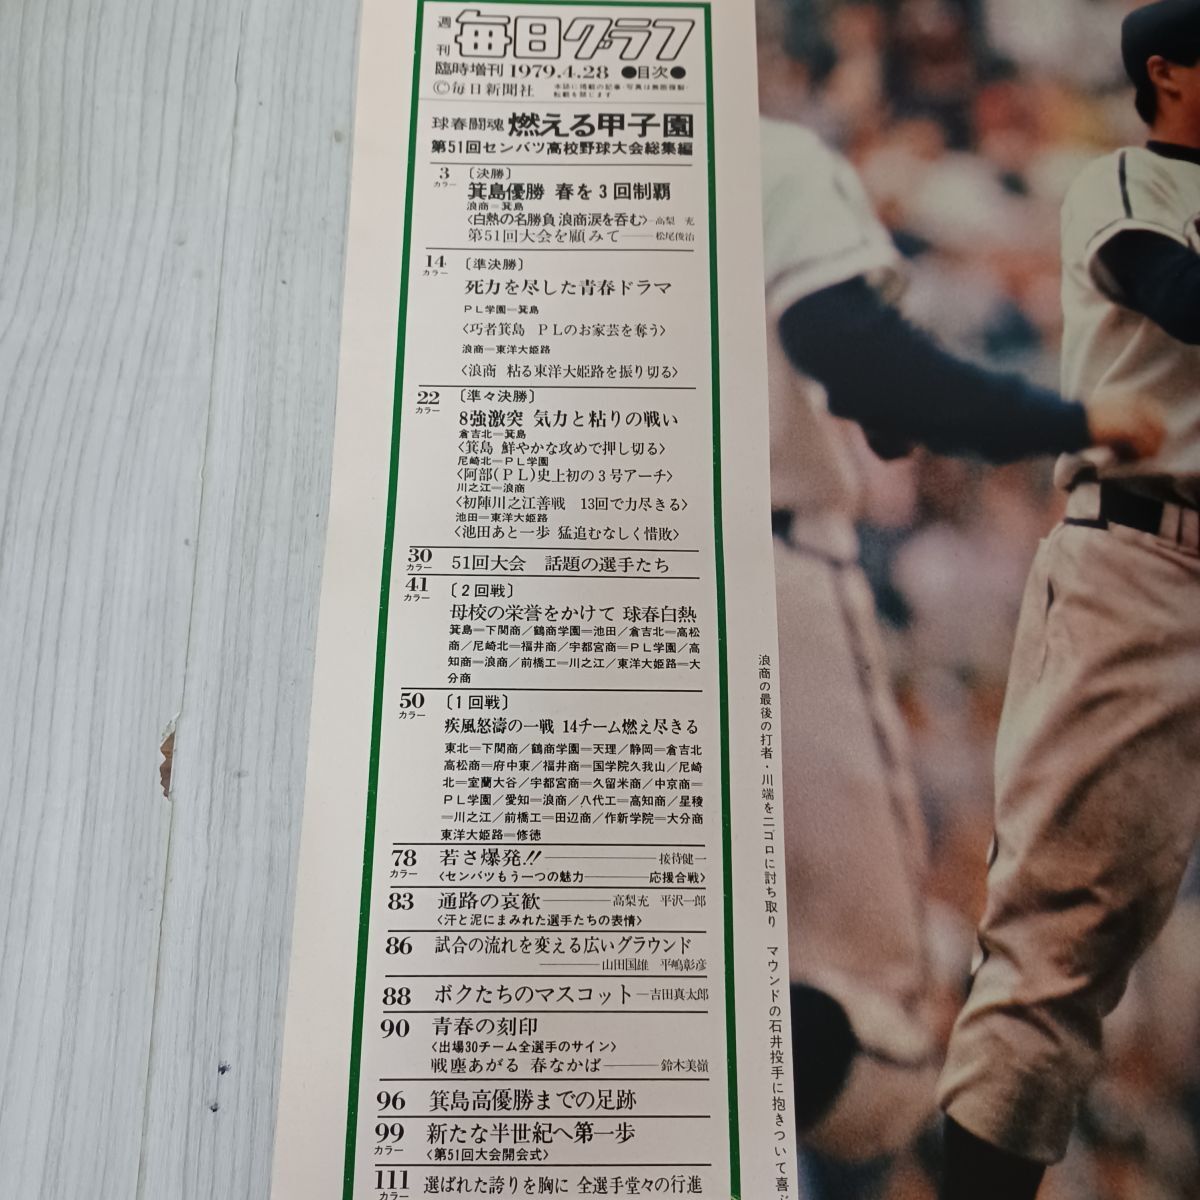 週刊 毎日グラフ
臨時増刊 1979.4.28 ●目次●
©毎日新聞社 本誌に掲載の記事・写真は無断複製・
転載を禁じます
球春闘魂 燃える甲子園
第51回センバツ高校野球大会総集編
3 〔決勝〕
カラー 箕島優勝 春を3回制覇
浪商＝箕島
〈白熱の名勝負 浪商涙を呑む〉─高梨 充
第51回大会を顧みて──松尾俊治
14 〔準決勝〕
カラー
死力を尽した青春ドラマ
PL学園＝箕島
〈巧者箕島 PLのお家芸を奪う〉
浪商＝東洋大姫路
〈浪商 粘る東洋大姫路を振り切る〉
22 〔準々決勝〕
カラー
8強激突 気力と粘りの戦い
倉吉北＝箕島
〈箕島 鮮やかな攻めで押し切る〉
尼崎北＝PL学園
〈阿部(PL)史上初の3号アーチ〉
川之江＝浪商
〈初陣川之江善戦 13回で力尽きる〉
池田＝東洋大姫路
〈池田あと一歩 猛追むなしく惜敗〉
30 51回大会 話題の選手たち
カラー
41 〔2回戦〕
カラー
母校の栄誉をかけて 球春白熱
箕島＝下関商／鶴商学園＝池田／倉吉北＝高松
商／尼崎北＝福井商／宇都宮商＝PL学園／高
知商＝浪商／前橋工＝川之江／東洋大姫路＝大
分商
50 〔1回戦〕
カラー
疾風怒濤の一戦 14チーム燃え尽きる
東北＝下関商／鶴商学園＝天理／静岡＝倉吉北
高松商＝府中東／福井商＝国学院久我山／尼崎
北＝室蘭大谷／宇都宮商＝久留米商／中京商＝
PL学園／愛知＝浪商／八代工＝高知商／星稜
＝川之江／前橋工＝田辺商／作新学院＝大分商
東洋大姫路＝修徳
78 若さ爆発!!────接待健一
カラー 〈センバツもう一つの魅力────応援合戦〉
83 通路の哀歓───高梨充 平沢一郎
〈汗と泥にまみれた選手たちの表情〉
86 試合の流れを変える広いグラウンド
───山田国雄 平嶋彰彦
88 ボクたちのマスコット─吉田真太郎
90 青春の刻印
〈出場30チーム全選手のサイン〉
戦塵あがる 春なかば───鈴木美嶺
96 箕島高優勝までの足跡
99 新たな半世紀へ第一歩
カラー 〈第51回大会開会式〉
111 選ばれた誇りを胸に 全選手堂々の行進
カラー
浪商の最後の打者・川端を二ゴロに討ち取り マウンドの石井投手に抱きついて喜ぶ